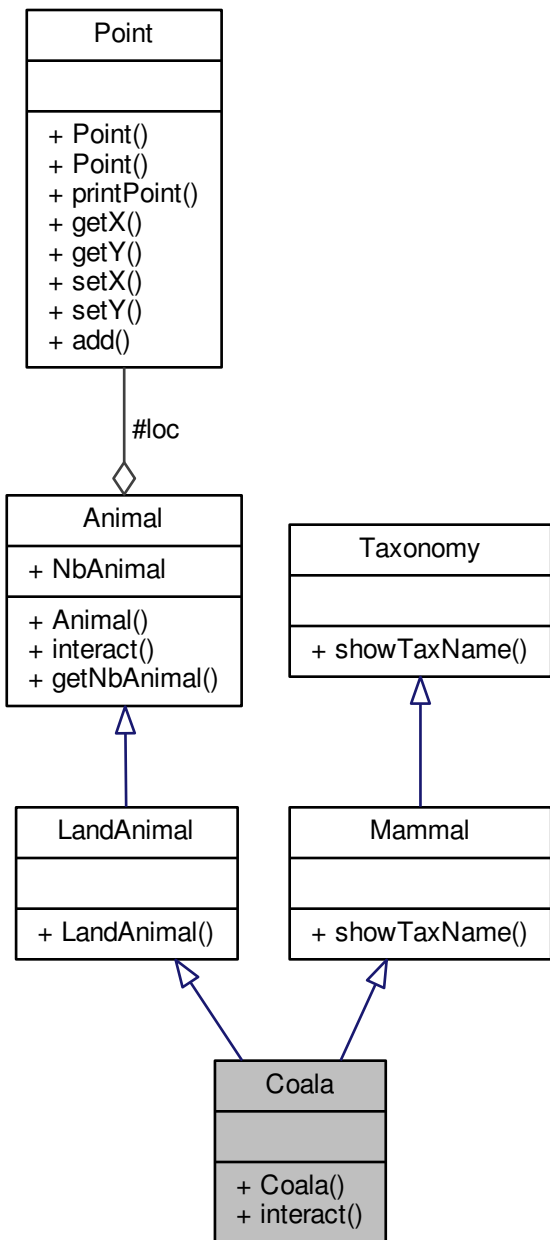 Point
+ Point()
+ Point()
+ printPoint()
+ getX()
+ getY()
+ setX()
+ setY()
+ add()
#loc
Animal
+ NbAnimal
+ Animal()
+ interact()
+ getNbAnimal()
Taxonomy
+ showTaxName()
LandAnimal
+ LandAnimal()
Mammal
+ showTaxName()
Coala
+ Coala()
+ interact()